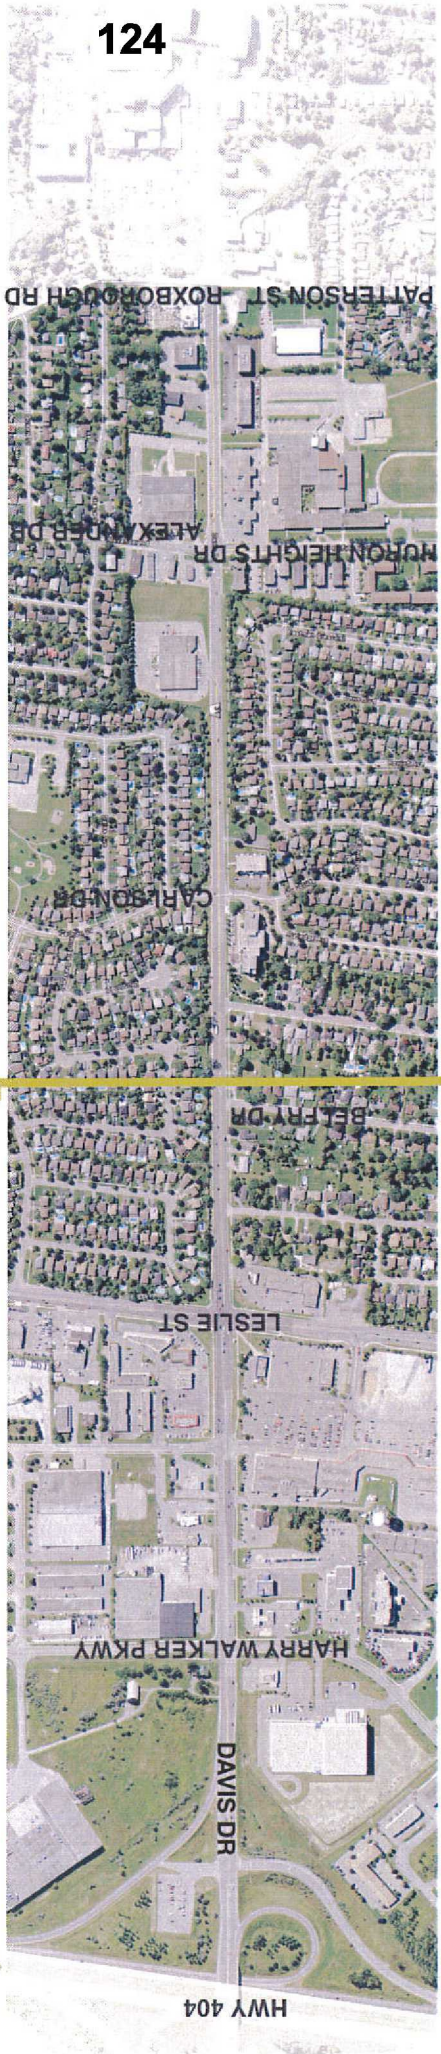 124
ROXBOROUGH RD
PATTERSON ST
ALEXANDER DR
HURON HEIGHTS DR
CARLSON DR
BELFRY DR
LESLIE ST
HARRY WALKER PKWY
DAVIS DR
HWY 404